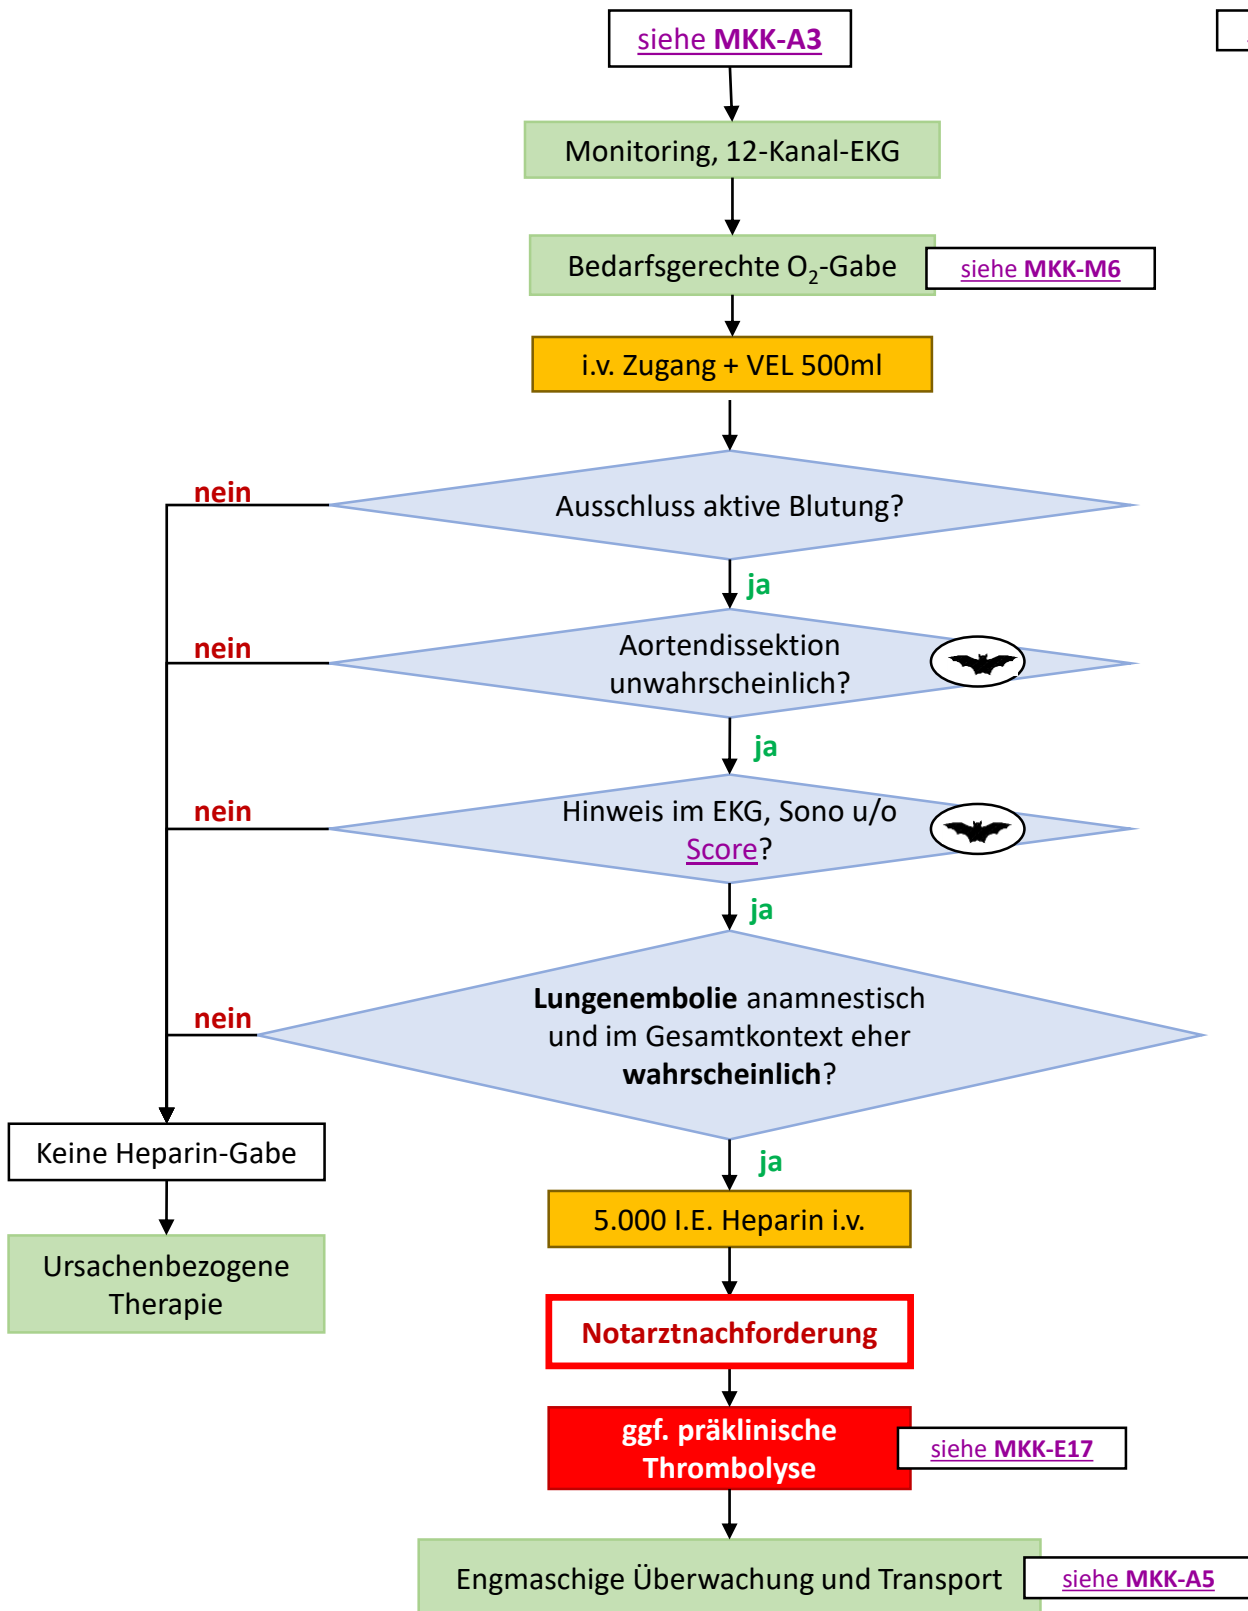 siehe MKK-A3
Monitoring, 12-Kanal-EKG
Bedarfsgerechte O₂-Gabe
siehe MKK-M6
i.v. Zugang + VEL 500ml
nein
Ausschluss aktive Blutung?
ja
nein
Aortendissektion
unwahrscheinlich?
ja
nein
Hinweis im EKG, Sono u/o
Score?
ja
nein
Lungenembolie anamnestisch
und im Gesamtkontext eher
wahrscheinlich?
Keine Heparin-Gabe
ja
5.000 I.E. Heparin i.v.
Ursachenbezogene
Therapie
Notarztnachforderung
ggf. präklinische
Thrombolyse
siehe MKK-E17
Engmaschige Überwachung und Transport
siehe MKK-A5